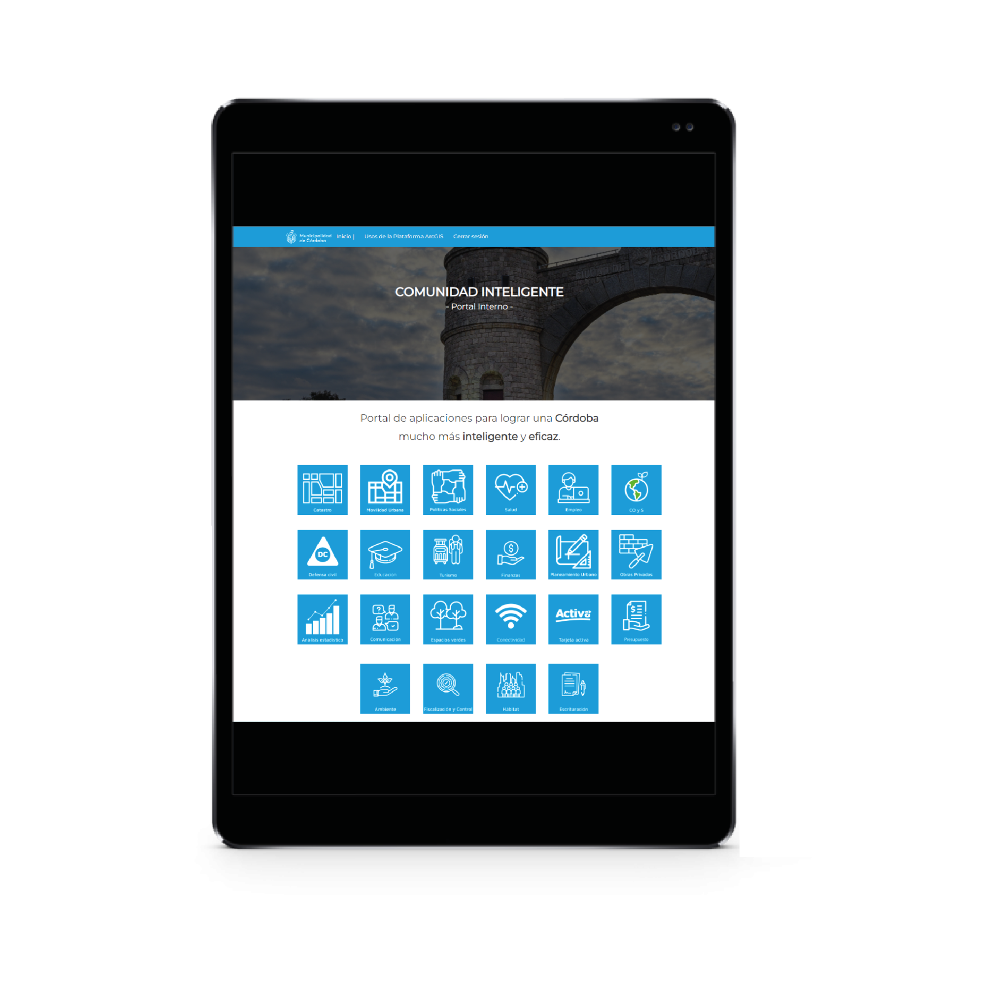 Municipalidad
de Córdoba
Inicio |
Usos de la Plataforma ArcGIS
Cerrar sesión
CIUDAD DE CÓRDOBA
COMUNIDAD INTELIGENTE
- Portal Interno -
Portal de aplicaciones para lograr una Córdoba
mucho más inteligente y eficaz.
Catastro
Movilidad Urbana
Políticas Sociales
Salud
Empleo
CO y S
DC
Defensa civil
Educación
Turismo
$
Finanzas
Planeamiento Urbano
Obras Privadas
Análisis estadístico
?
Comunicación
Espacios verdes
Conectividad
Activa
Tarjeta activa
$
Presupuesto
Ambiente
Fiscalización y Control
Hábitat
Escrituración